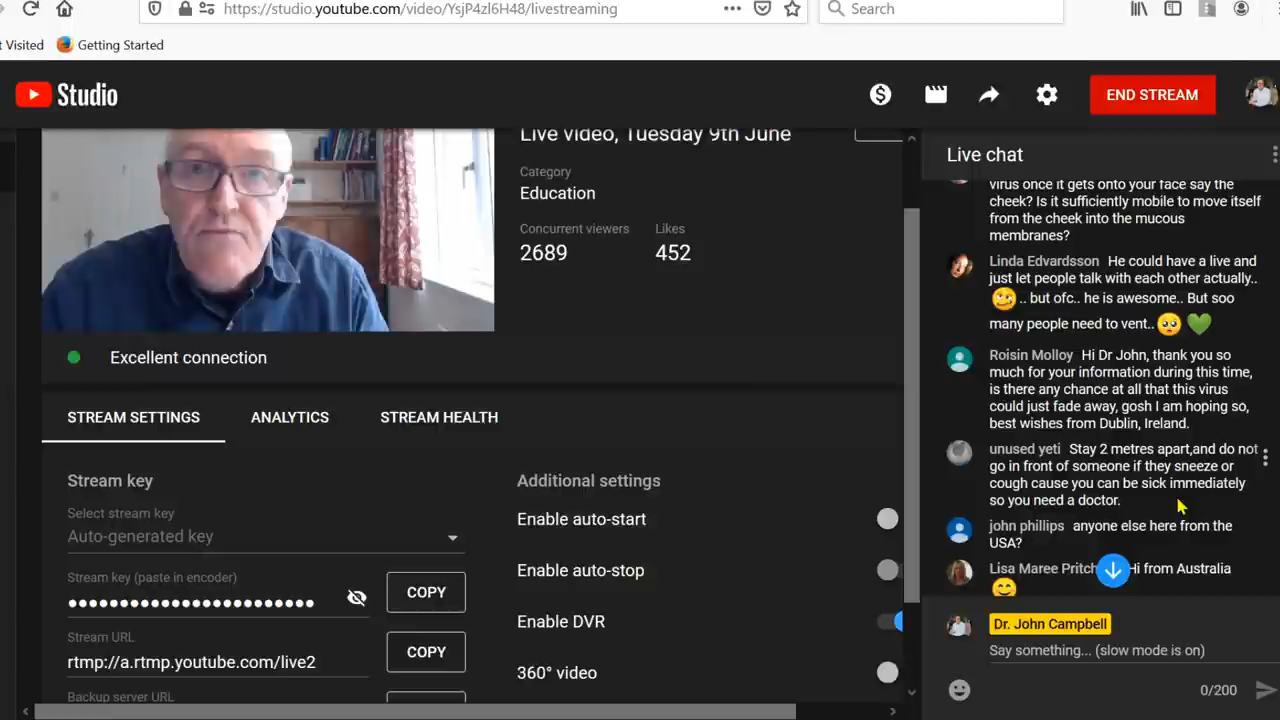 https://studio.youtube.com/video/YsjP4zl6H48/livestreaming
Search
t Visited
Getting Started
Studio
END STREAM
Live video, Tuesday 9th June
Category
Education
Concurrent viewers
Likes
2689
452
Excellent connection
STREAM SETTINGS
ANALYTICS
STREAM HEALTH
Stream key
Select stream key
Auto-generated key
Stream key (paste in encoder)
COPY
Stream URL
rtmp://a.rtmp.youtube.com/live2
COPY
Backup server URL
Additional settings
Enable auto-start
Enable auto-stop
Enable DVR
360° video
Live chat
virus once it gets onto your face say the
cheek? Is it sufficiently mobile to move itself
from the cheek into the mucous
membranes?
Linda Edvardsson He could have a live and
just let people talk with each other actually..
.. but ofc.. he is awesome.. But soo
many people need to vent..
Roisin Molloy Hi Dr John, thank you so
much for your information during this time,
is there any chance at all that this virus
could just fade away, gosh I am hoping so,
best wishes from Dublin, Ireland.
unused yeti Stay 2 metres apart,and do not
go in front of someone if they sneeze or
cough cause you can be sick immediately
so you need a doctor.
john phillips anyone else here from the
USA?
Lisa Maree Pritch Hi from Australia
Dr. John Campbell
Say something... (slow mode is on)
0/200